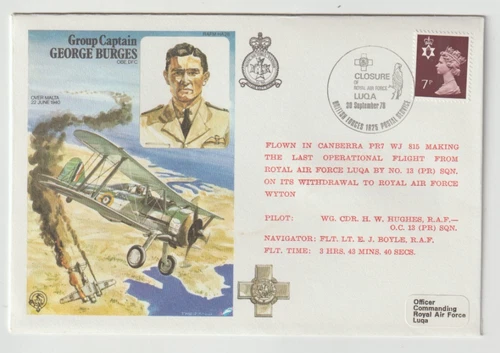 Group Captain
GEORGE BURGES
OBE, DFC
OVER MALTA
22 JUNE 1940
CLOSURE
OF
ROYAL AIR FORCE
LUQA
30 September 78
BRITISH FORCES 1675 POSTAL SERVICE
7P
FLOWN IN CANBERRA PR7 WJ 815 MAKING
THE LAST OPERATIONAL FLIGHT FROM
ROYAL AIR FORCE LUQA BY NO. 13 (PR) SQN,
ON ITS WITHDRAWAL TO ROYAL AIR FORCE
WYTON
PILOT: WG. CDR. H. W. HUGHES, R.A.F.—
O.C. 13 (PR) SQN.
NAVIGATOR: FLT. LT. E. J. BOYLE, R.A.F.
FLT. TIME: 3 HRS. 43 MINS. 40 SECS.
Officer
Commanding
Royal Air Force
Luqa